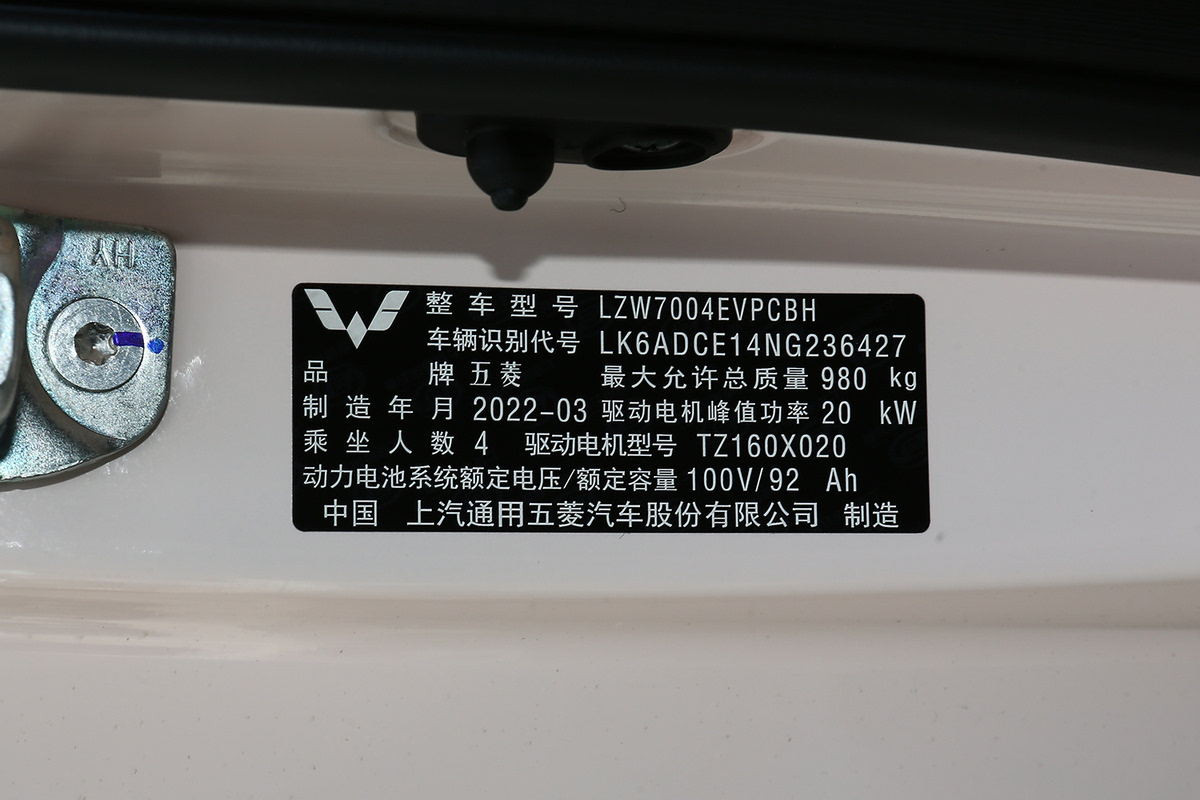 HY
整车型号 LZW7004EVPCBH
车辆识别代号 LK6ADCE14NG236427
品牌 五菱 最大允许总质量 980 kg
制造年月 2022-03 驱动电机峰值功率 20 kW
乘坐人数 4 驱动电机型号 TZ160X020
动力电池系统额定电压/额定容量 100V/92 Ah
中国 上汽通用五菱汽车股份有限公司 制造